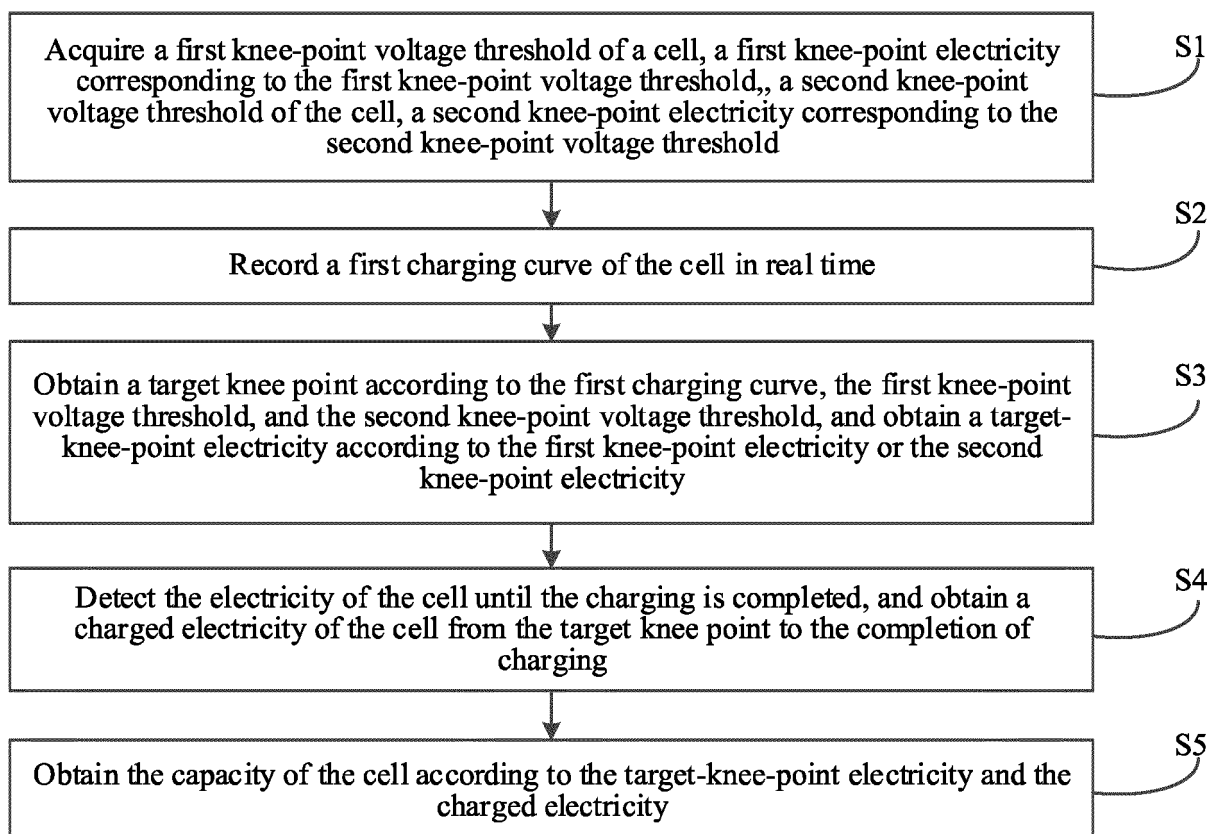 Acquire a first knee-point voltage threshold of a cell, a first knee-point electricity
corresponding to the first knee-point voltage threshold,, a second knee-point
voltage threshold of the cell, a second knee-point electricity corresponding to the
second knee-point voltage threshold
S1
Record a first charging curve of the cell in real time
S2
Obtain a target knee point according to the first charging curve, the first knee-point
voltage threshold, and the second knee-point voltage threshold, and obtain a target-
knee-point electricity according to the first knee-point electricity or the second
knee-point electricity
S3
Detect the electricity of the cell until the charging is completed, and obtain a
charged electricity of the cell from the target knee point to the completion of
charging
S4
Obtain the capacity of the cell according to the target-knee-point electricity and the
charged electricity
S5